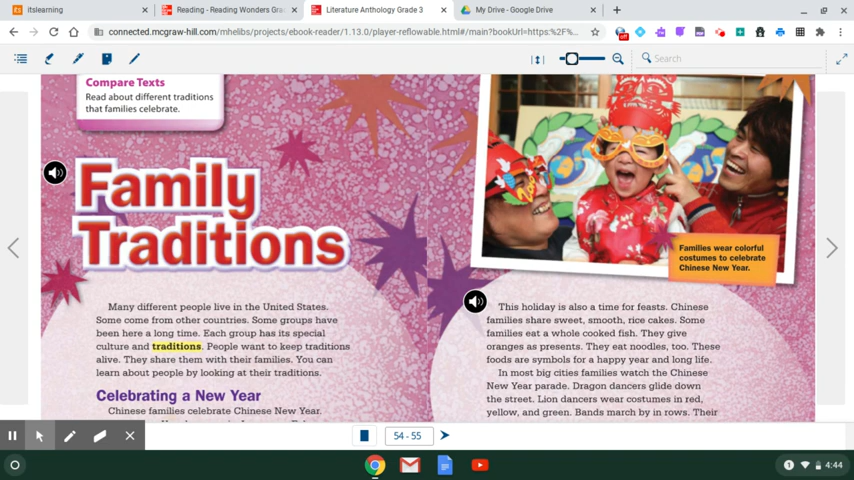 itslearning
Reading - Reading Wonders Gra
Literature Anthology Grade 3
My Drive - Google Drive
connected.mcgraw-hill.com/mhelibs/projects/ebook-reader/1.13.0/player-reflowable.html#/main?bookUrl=https:%2F%...
Search
Compare Texts
Read about different traditions
that families celebrate.
Family
Traditions
Many different people live in the United States.
Some come from other countries. Some groups have
been here a long time. Each group has its special
culture and traditions. People want to keep traditions
alive. They share them with their families. You can
learn about people by looking at their traditions.
Celebrating a New Year
Chinese families celebrate Chinese New Year.
Families wear colorful
costumes to celebrate
Chinese New Year.
This holiday is also a time for feasts. Chinese
families share sweet, smooth, rice cakes. Some
families eat a whole cooked fish. They give
oranges as presents. They eat noodles, too. These
foods are symbols for a happy year and long life.
In most big cities families watch the Chinese
New Year parade. Dragon dancers glide down
the street. Lion dancers wear costumes in red,
yellow, and green. Bands march by in rows. Their
54 - 55
1
4:44